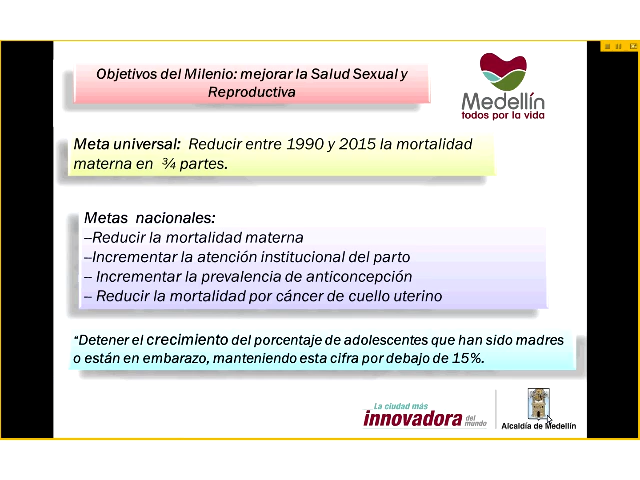 Objetivos del Milenio: mejorar la Salud Sexual y
Reproductiva
Medellín
todos por la vida
Meta universal: Reducir entre 1990 y 2015 la mortalidad
materna en ¾ partes.
Metas nacionales:
–Reducir la mortalidad materna
–Incrementar la atención institucional del parto
– Incrementar la prevalencia de anticoncepción
– Reducir la mortalidad por cáncer de cuello uterino
“Detener el crecimiento del porcentaje de adolescentes que han sido madres
o están en embarazo, manteniendo esta cifra por debajo de 15%.
La ciudad más
innovadora del mundo
Alcaldía de Medellín